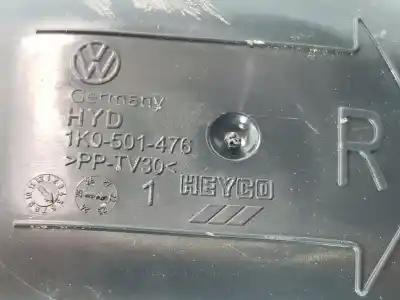 Germany
HYD
1K0-501-476
>PP-TV30<
1
HEYCO
R